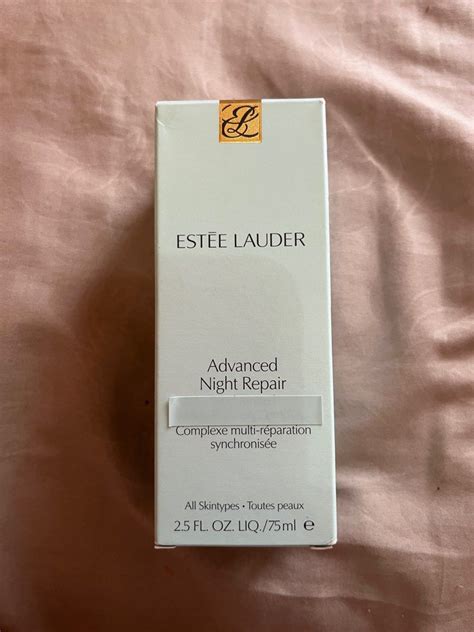 EL
ESTĒE LAUDER
Advanced
Night Repair
Complexe multi-réparation
synchronisée
All Skintypes • Toutes peaux
2.5 FL. OZ. LIQ./75ml ℮